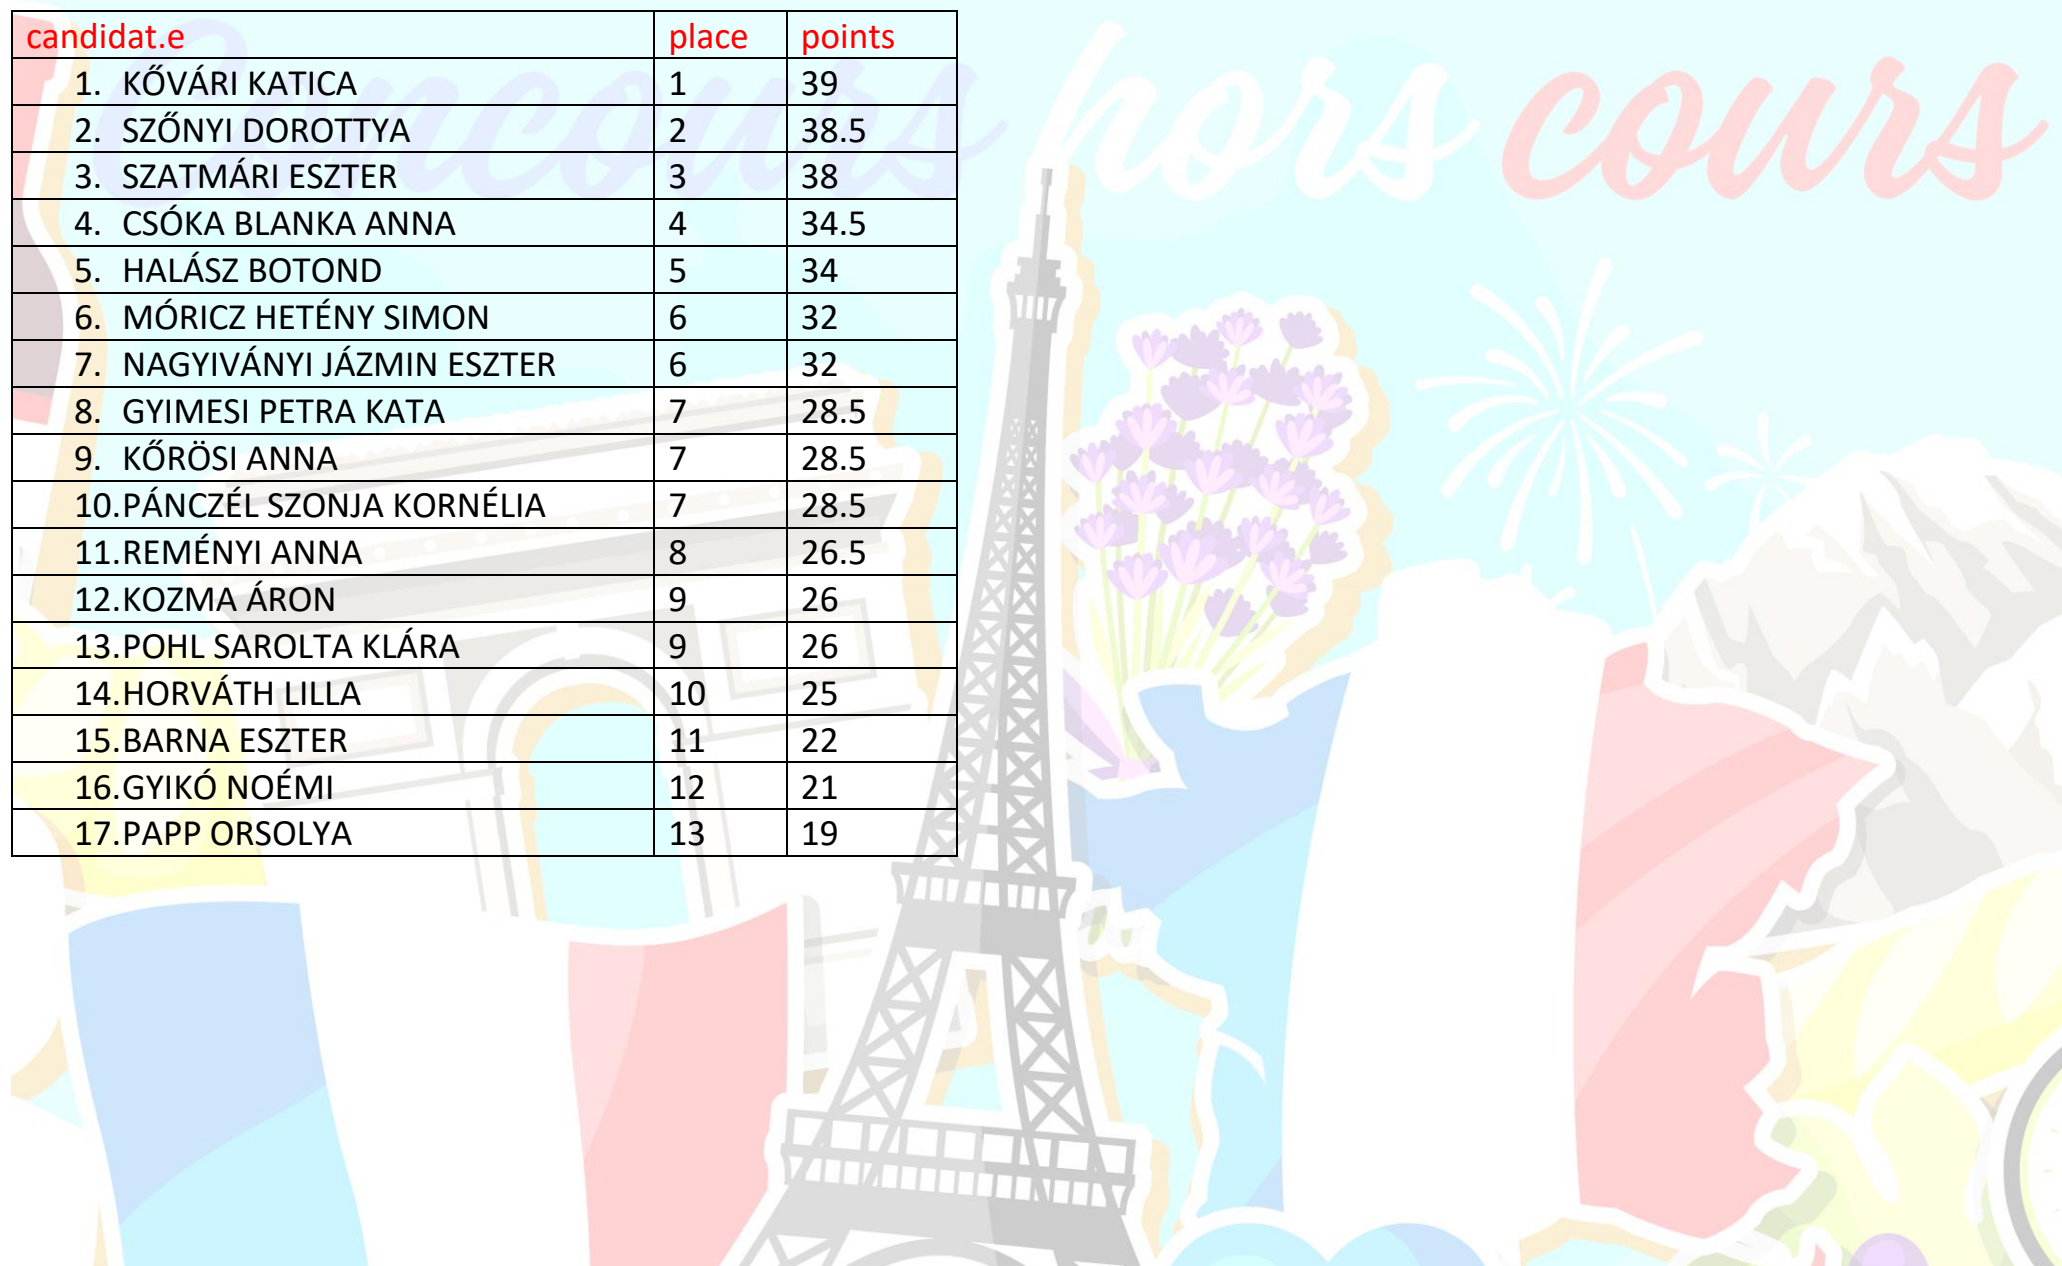 Concours hors cours
candidat.e place points
1. KŐVÁRI KATICA 1 39
2. SZŐNYI DOROTTYA 2 38.5
3. SZATMÁRI ESZTER 3 38
4. CSÓKA BLANKA ANNA 4 34.5
5. HALÁSZ BOTOND 5 34
6. MÓRICZ HETÉNY SIMON 6 32
7. NAGYIVÁNYI JÁZMIN ESZTER 6 32
8. GYIMESI PETRA KATA 7 28.5
9. KŐRÖSI ANNA 7 28.5
10.PÁNCZÉL SZONJA KORNÉLIA 7 28.5
11.REMÉNYI ANNA 8 26.5
12.KOZMA ÁRON 9 26
13.POHL SAROLTA KLÁRA 9 26
14.HORVÁTH LILLA 10 25
15.BARNA ESZTER 11 22
16.GYIKÓ NOÉMI 12 21
17.PAPP ORSOLYA 13 19